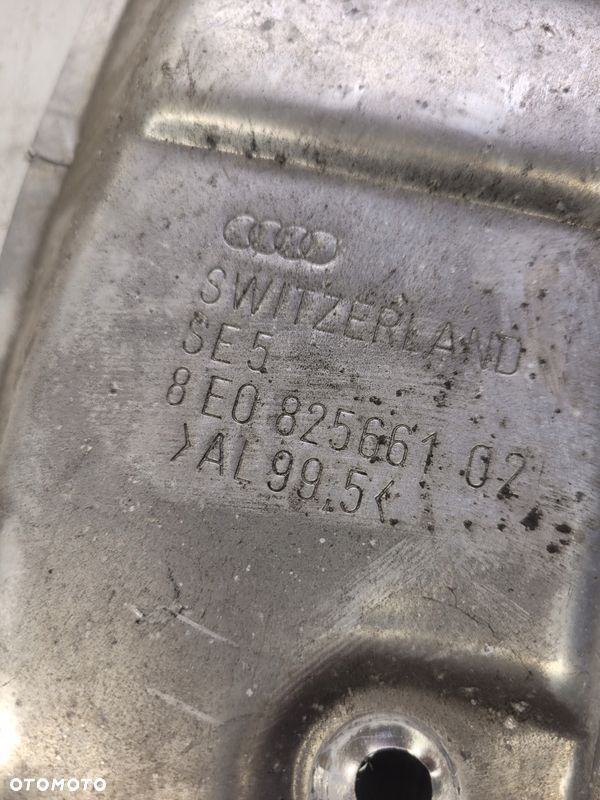 SWITZERLAND
SE5
8E0 825661 02
>AL99,5<
OTOMOTO